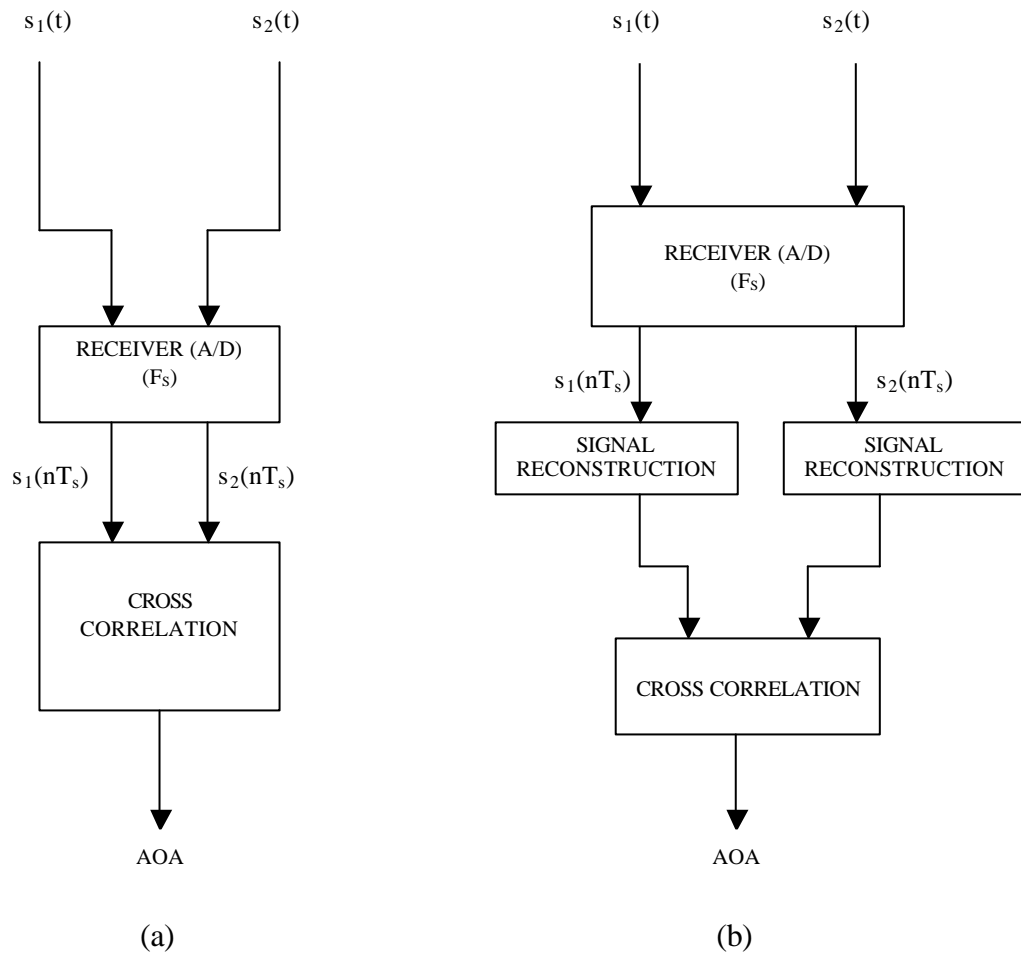 s₁(t)
s₂(t)
RECEIVER (A/D)
(Fs)
s₁(nTₛ)
s₂(nTₛ)
CROSS
CORRELATION
AOA
(a)
s₁(t)
s₂(t)
RECEIVER (A/D)
(Fs)
s₁(nTₛ)
s₂(nTₛ)
SIGNAL
RECONSTRUCTION
SIGNAL
RECONSTRUCTION
CROSS CORRELATION
AOA
(b)